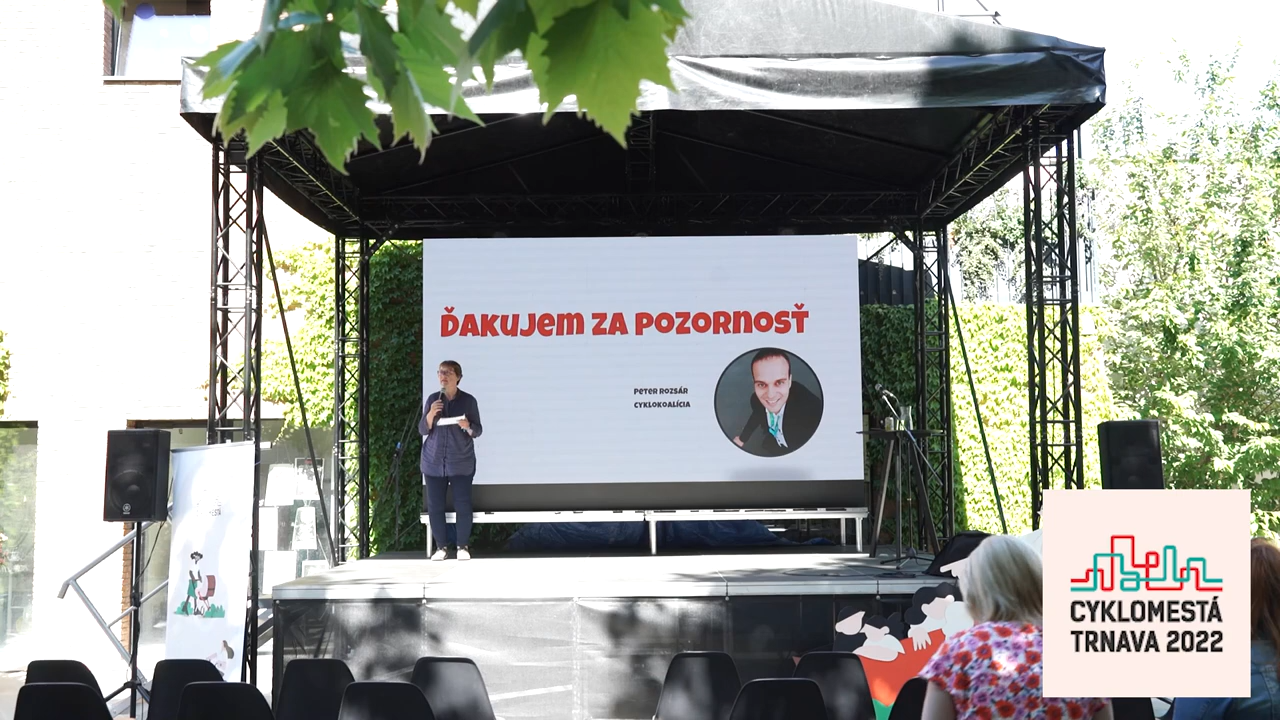 Ďakujem za pozornosť
Peter Rozsár
Cyklokoalícia
CYKLOMESTÁ
TRNAVA 2022